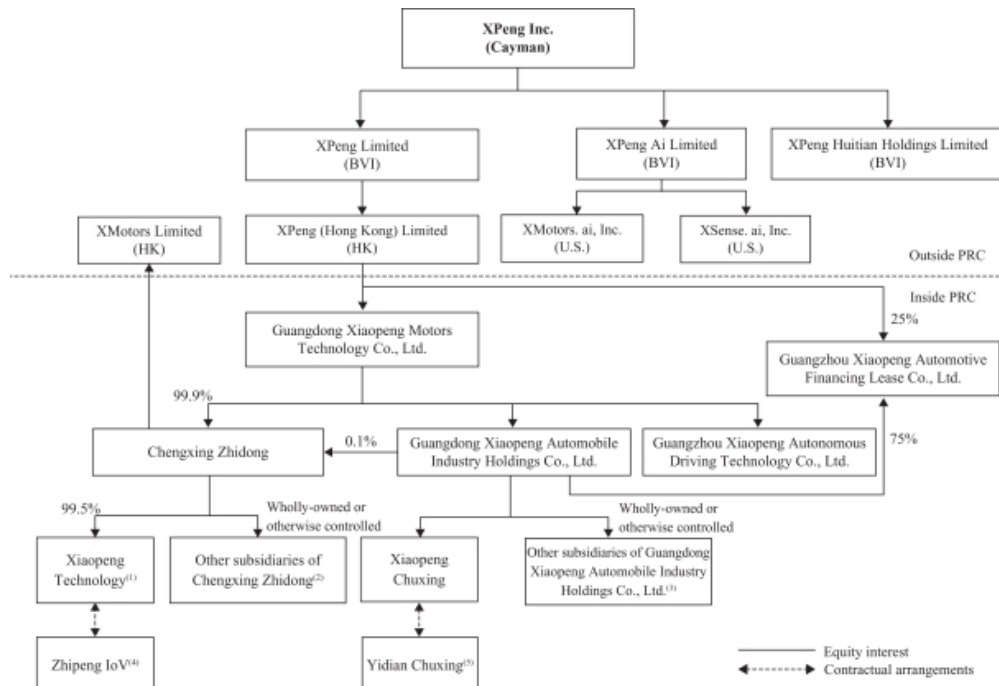 XPeng Inc.
(Cayman)
XPeng Limited
(BVI)
XPeng Ai Limited
(BVI)
XPeng Huitian Holdings Limited
(BVI)
XMotors Limited
(HK)
XPeng (Hong Kong) Limited
(HK)
XMotors. ai, Inc.
(U.S.)
XSense. ai, Inc.
(U.S.)
Outside PRC
Inside PRC
Guangdong Xiaopeng Motors
Technology Co., Ltd.
25%
Guangzhou Xiaopeng Automotive
Financing Lease Co., Ltd.
99.9%
Chengxing Zhidong
0.1%
Guangdong Xiaopeng Automobile
Industry Holdings Co., Ltd.
Guangzhou Xiaopeng Autonomous
Driving Technology Co., Ltd.
75%
99.5%
Wholly-owned or
otherwise controlled
Wholly-owned or
otherwise controlled
Xiaopeng
Technology(1)
Other subsidiaries of
Chengxing Zhidong(2)
Xiaopeng
Chuxing
Other subsidiaries of Guangdong
Xiaopeng Automobile Industry
Holdings Co., Ltd.(3)
Zhipeng IoV(4)
Yidian Chuxing(5)
Equity interest
Contractual arrangements